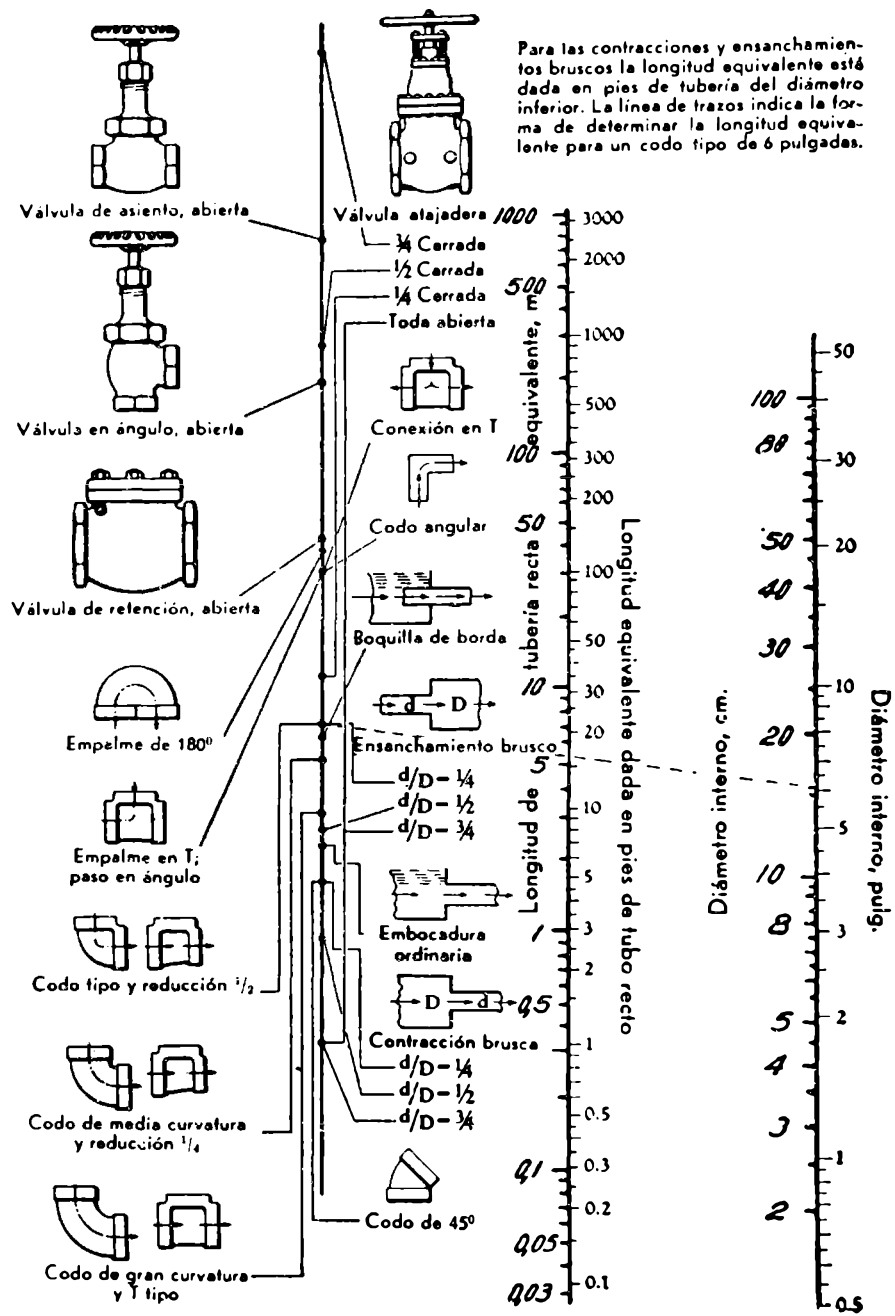 Para las contracciones y ensanchamien-
tos bruscos la longitud equivalente está
dada en pies de tubería del diámetro
inferior. La línea de trazos indica la for-
ma de determinar la longitud equiva-
lente para un codo tipo de 6 pulgadas.
Válvula de asiento, abierta
Válvula en ángulo, abierta
Válvula de retención, abierta
Empalme de 180º
Empalme en T;
paso en ángulo
Codo tipo y reducción 1/2
Codo de media curvatura
y reducción 1/4
Codo de gran curvatura
y T tipo
Válvula atajadera
3/4 Cerrada
1/2 Cerrada
1/4 Cerrada
Toda abierta
Conexión en T
Codo angular
Boquilla de borda
d D
Ensanchamiento brusco
d/D-1/4
d/D-1/2
d/D-3/4
Embocadura
ordinaria
D d
Contracción brusca
d/D-1/4
d/D-1/2
d/D-3/4
Codo de 45º
Longitud de tubería recta equivalente, m.
1000
500
100
50
10
5
1
0,5
0,1
0,05
0,03
3000
2000
1000
500
300
200
100
50
30
20
10
5
3
2
1
0.5
0.3
0.2
0.1
Longitud equivalente dada en pies de tubo recto
Diámetro interno, cm.
100
80
50
40
30
20
10
8
5
4
3
2
50
30
20
10
5
3
2
1
0.5
Diámetro interno, pulg.